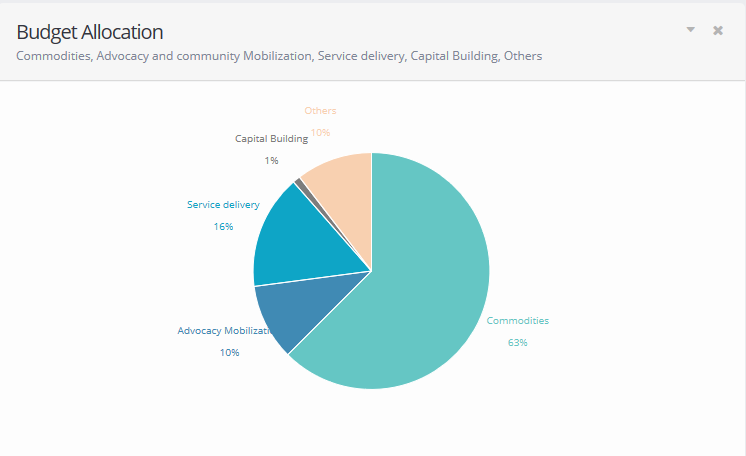 Budget Allocation
Commodities, Advocacy and community Mobilization, Service delivery, Capital Building, Others
Others
10%
Capital Building
1%
Service delivery
16%
Commodities
63%
Advocacy Mobilizati
10%